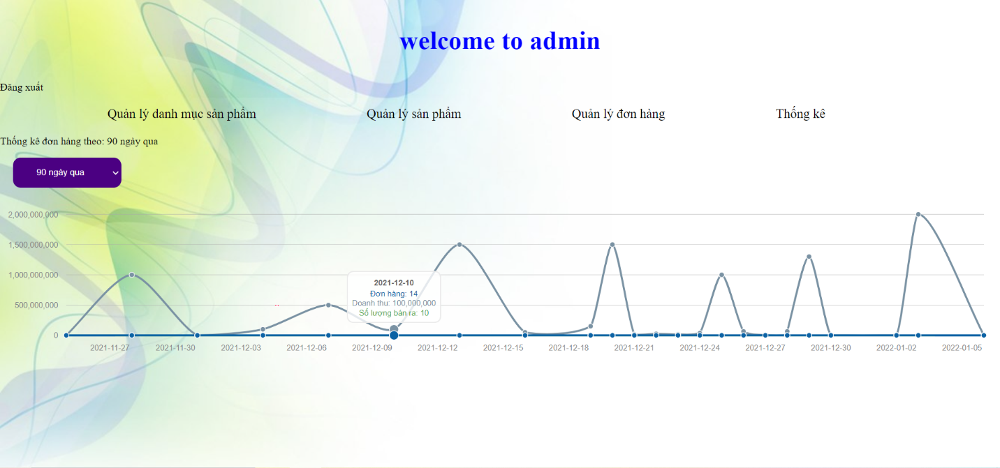 welcome to admin
Đăng xuất
Quản lý danh mục sản phẩm Quản lý sản phẩm Quản lý đơn hàng Thống kê
Thống kê đơn hàng theo: 90 ngày qua
90 ngày qua
2,000,000,000
1,500,000,000
1,000,000,000
500,000,000
0
2021-12-10
Đơn hàng: 14
Doanh thu: 100,000,000
Số lượng bán ra: 10
2021-11-27 2021-11-30 2021-12-03 2021-12-06 2021-12-09 2021-12-12 2021-12-15 2021-12-18 2021-12-21 2021-12-24 2021-12-27 2021-12-30 2022-01-02 2022-01-05